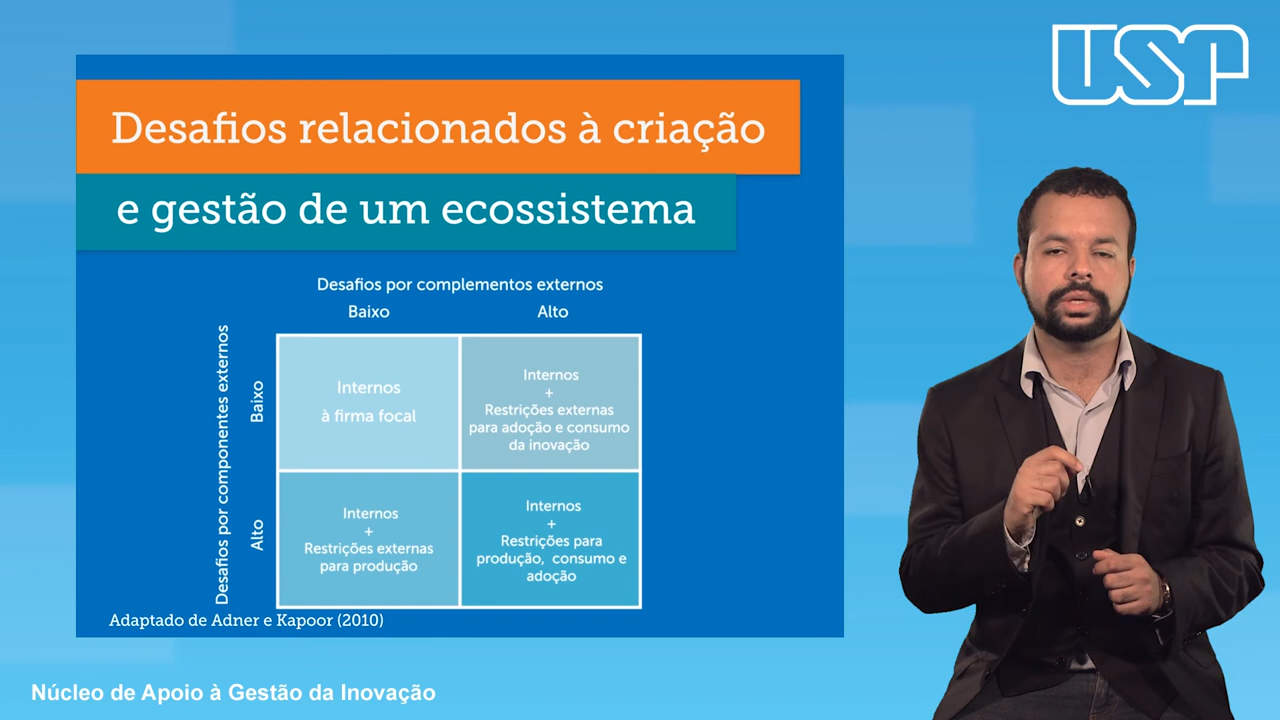 USP
Desafios relacionados à criação
e gestão de um ecossistema
Desafios por complementos externos
Baixo
Alto
Desafios por componentes externos
Baixo
Alto
Internos
à firma focal
Internos
+
Restrições externas
para adoção e consumo
da inovação
Internos
+
Restrições externas
para produção
Internos
+
Restrições para
produção, consumo e
adoção
Adaptado de Adner e Kapoor (2010)
Núcleo de Apoio à Gestão da Inovação